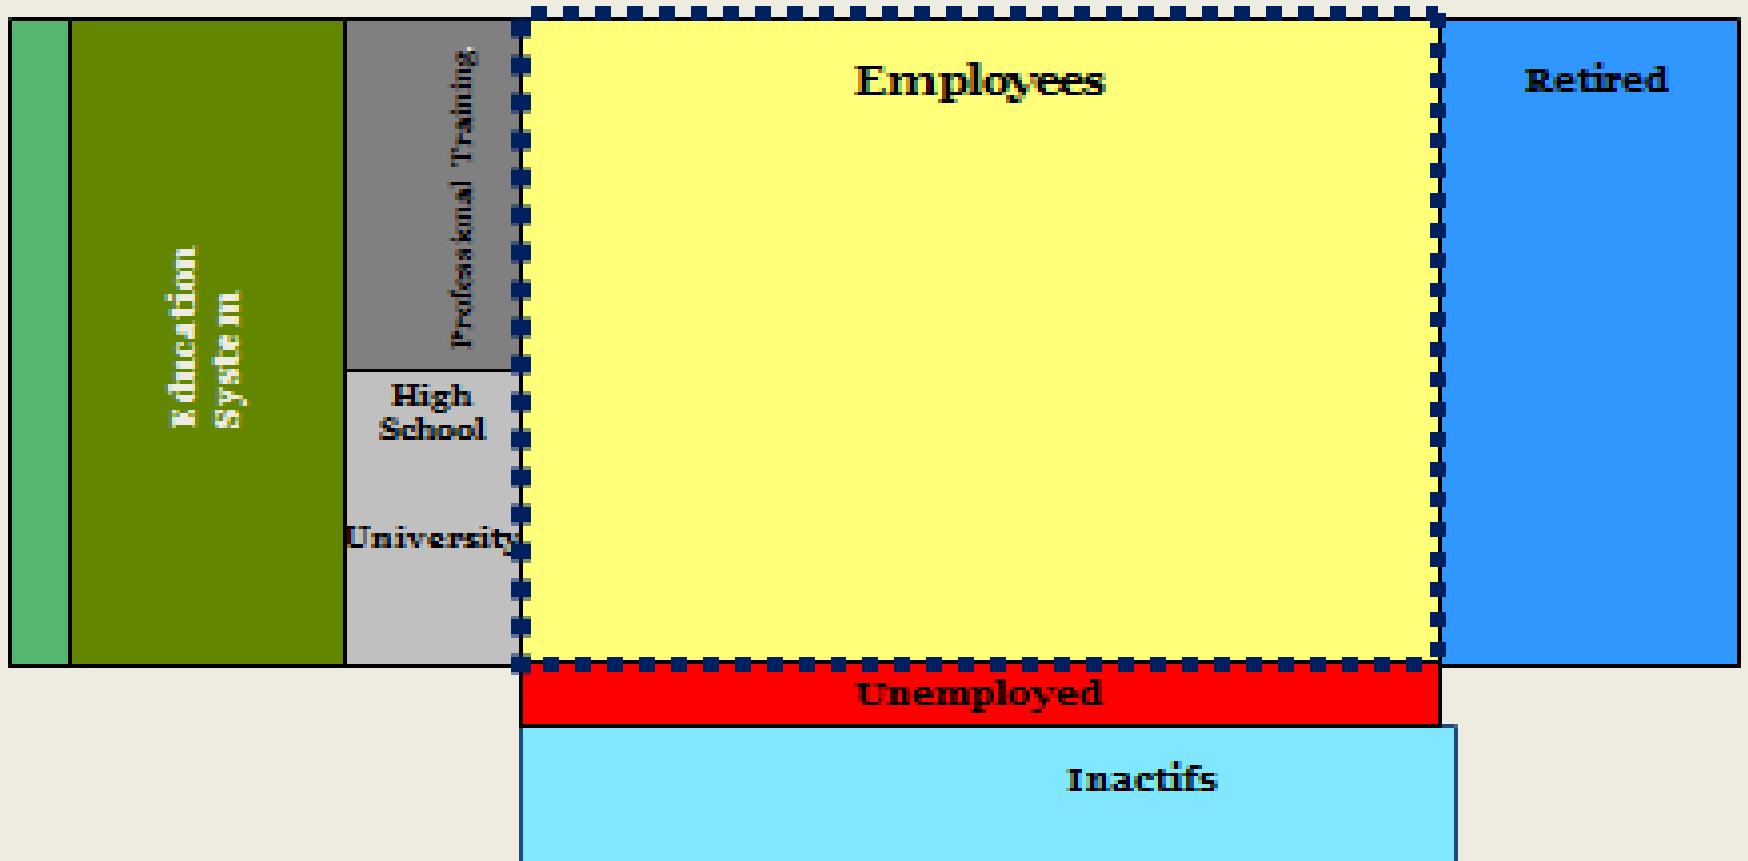 Education
System
Professional Training,
High
School
University
Employees
Retired
Unemployed
Inactifs